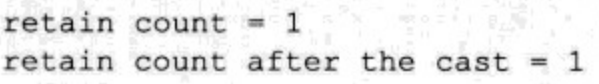 retain count = 1
retain count after the cast = 1